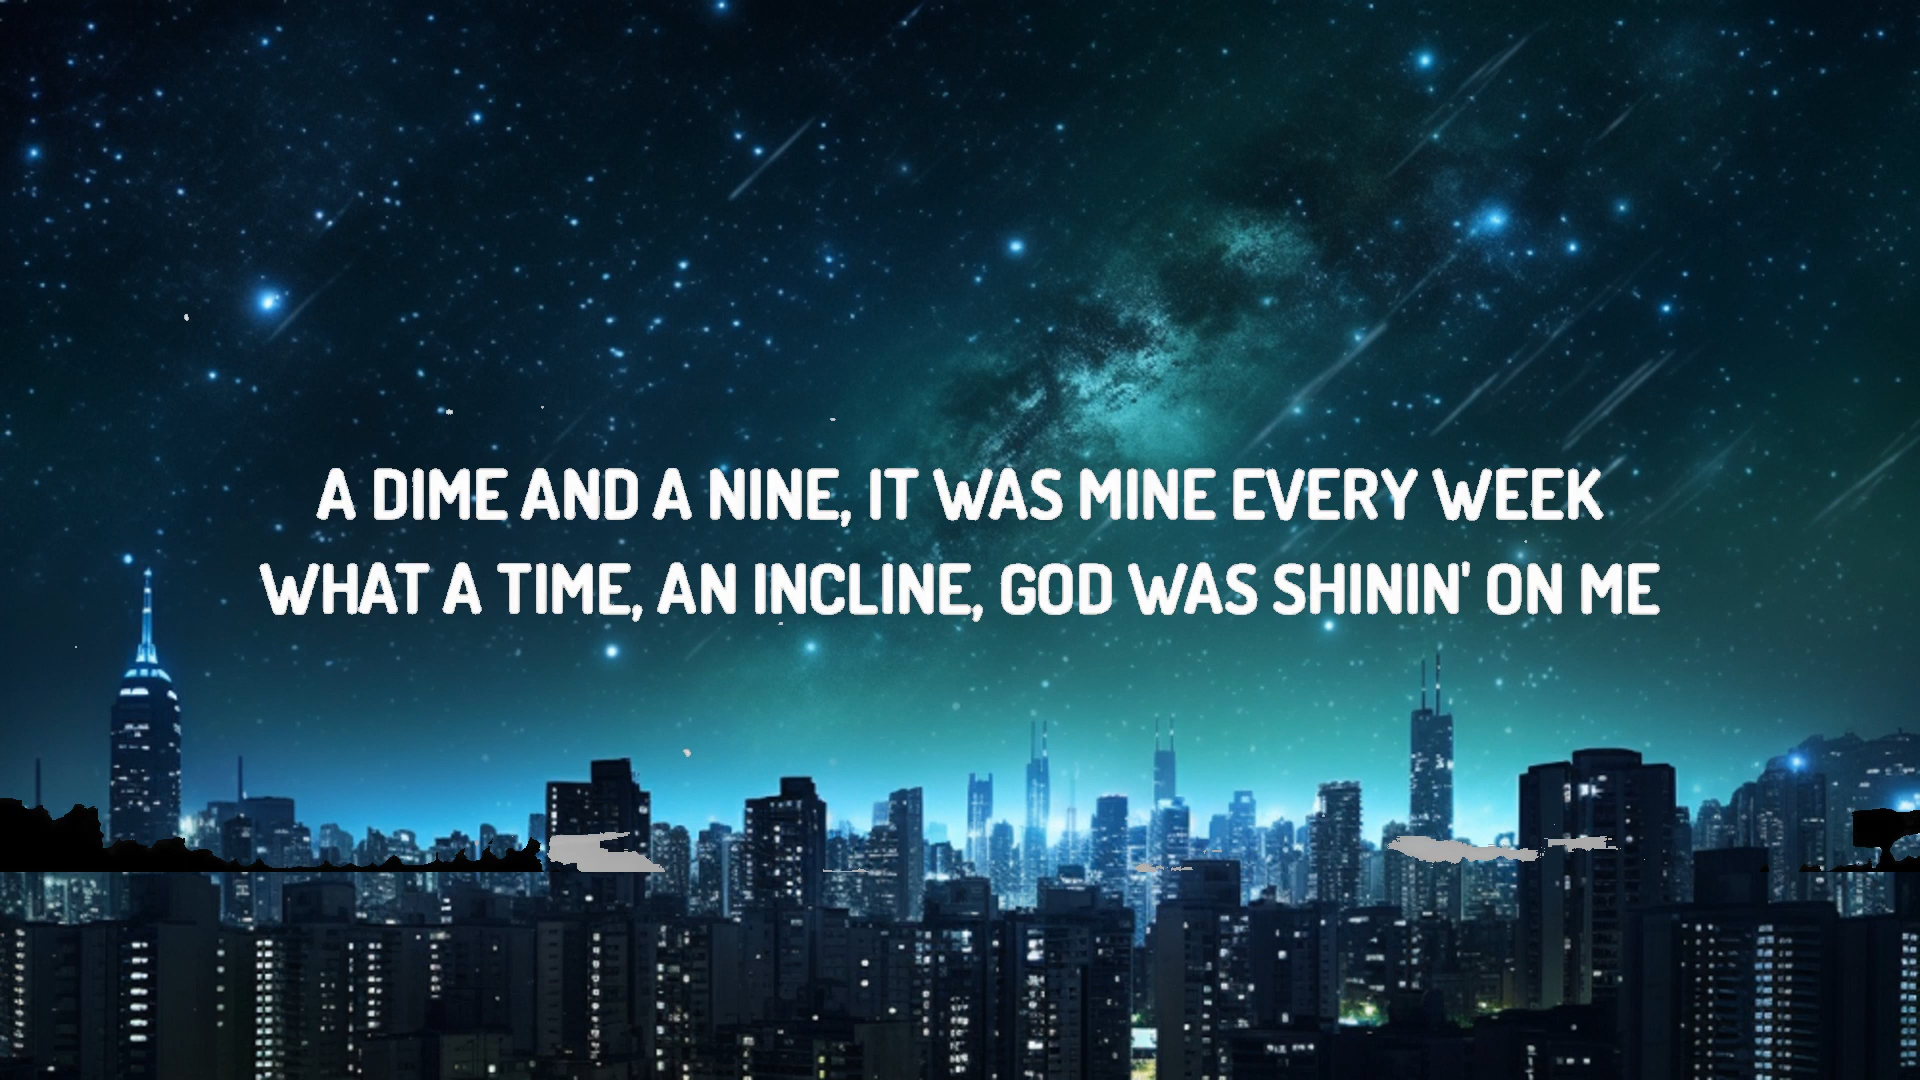 A DIME AND A NINE, IT WAS MINE EVERY WEEK
WHAT A TIME, AN INCLINE, GOD WAS SHININ' ON ME